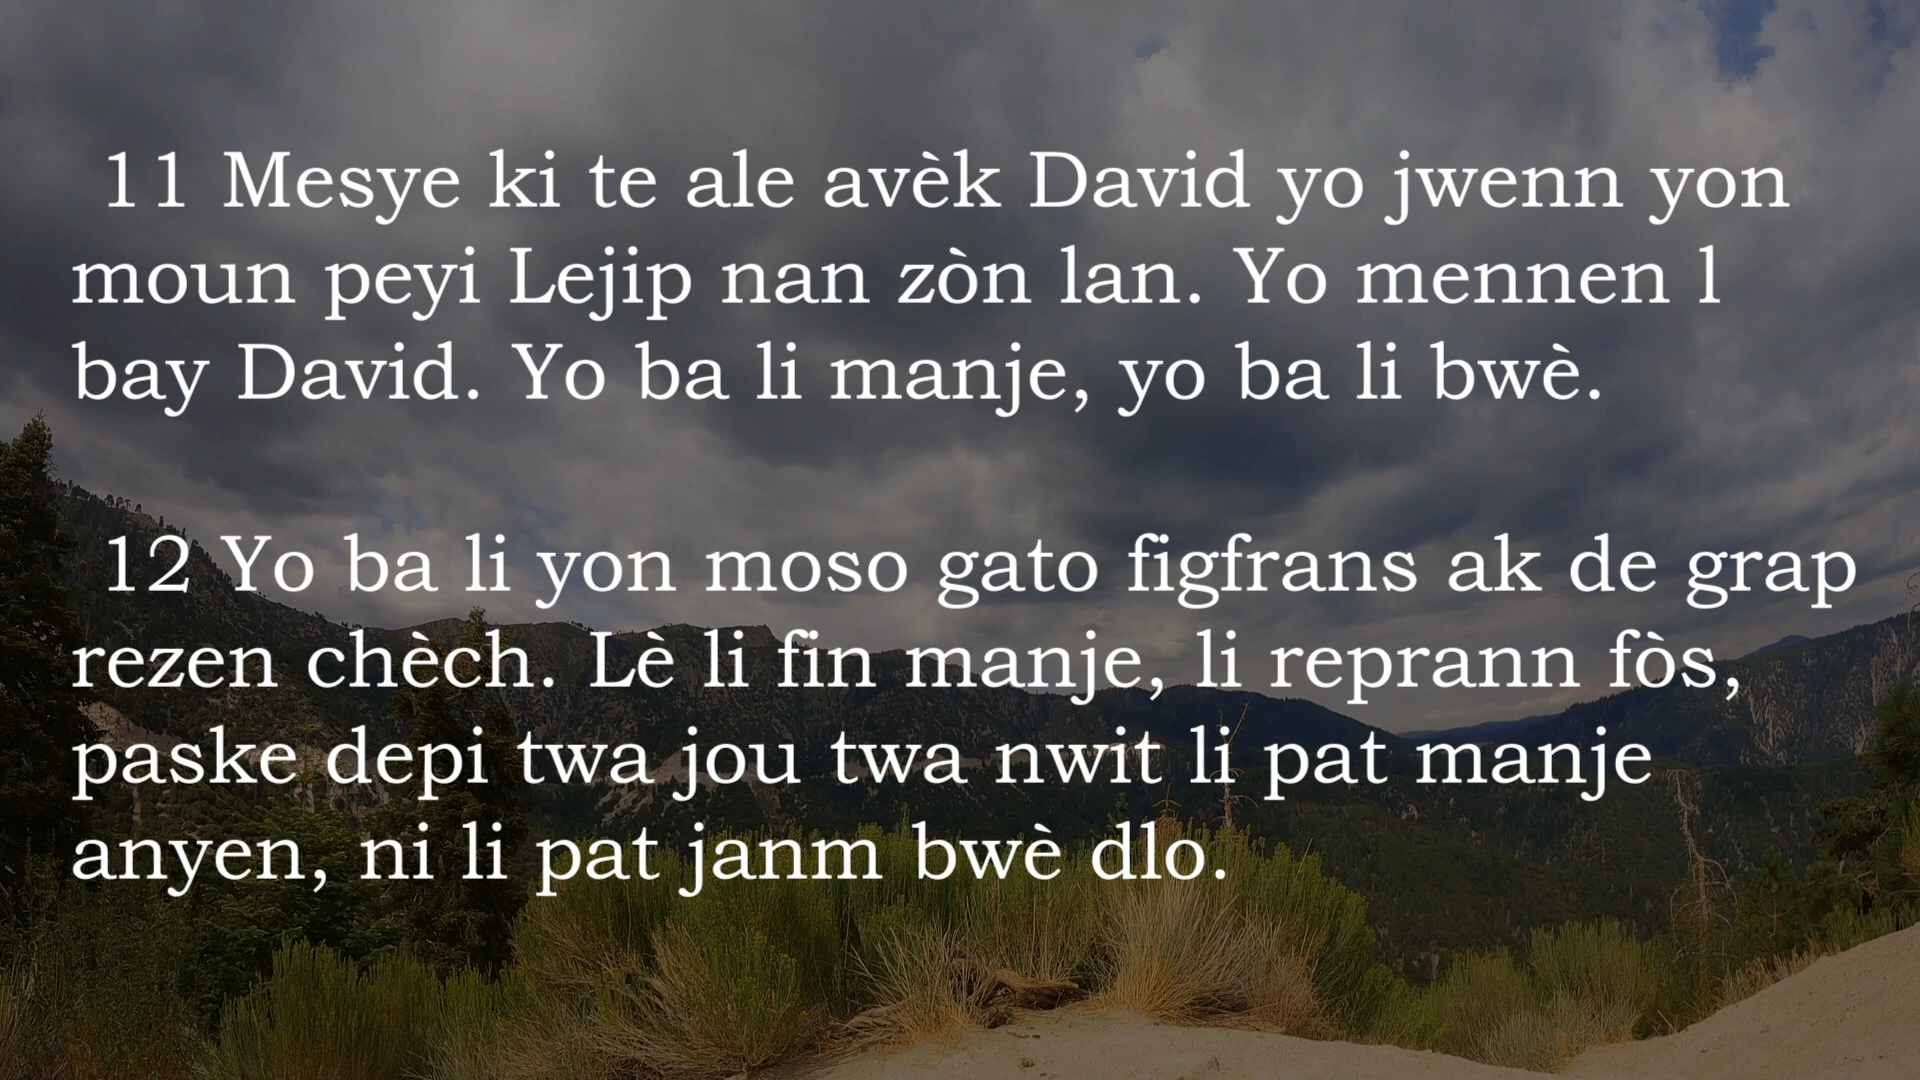 11 Mesye ki te ale avèk David yo jwenn yon
moun peyi Lejip nan zòn lan. Yo mennen l
bay David. Yo ba li manje, yo ba li bwè.
12 Yo ba li yon moso gato figfrans ak de grap
rezen chèch. Lè li fin manje, li reprann fòs,
paske depi twa jou twa nwit li pat manje
anyen, ni li pat janm bwè dlo.